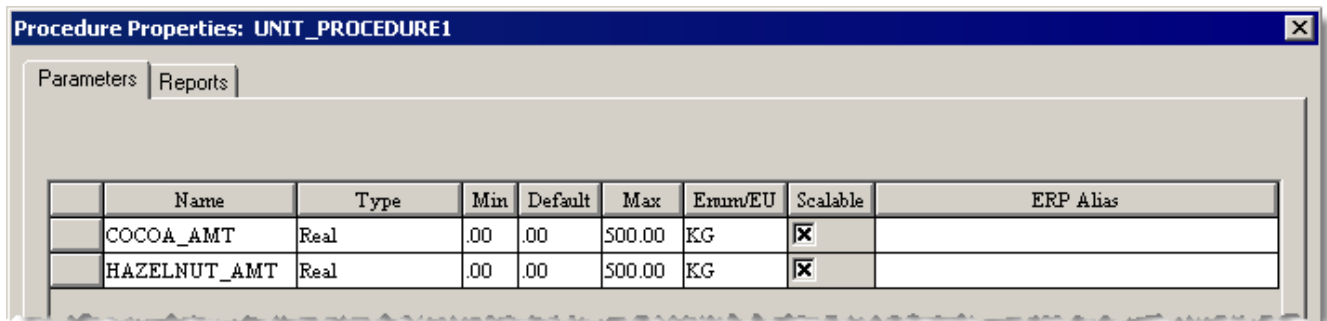 Procedure Properties: UNIT_PROCEDURE1
Parameters Reports
Name Type Min Default Max Enum/EU Scalable ERP Alias
COCOA_AMT Real .00 .00 500.00 KG
HAZELNUT_AMT Real .00 .00 500.00 KG